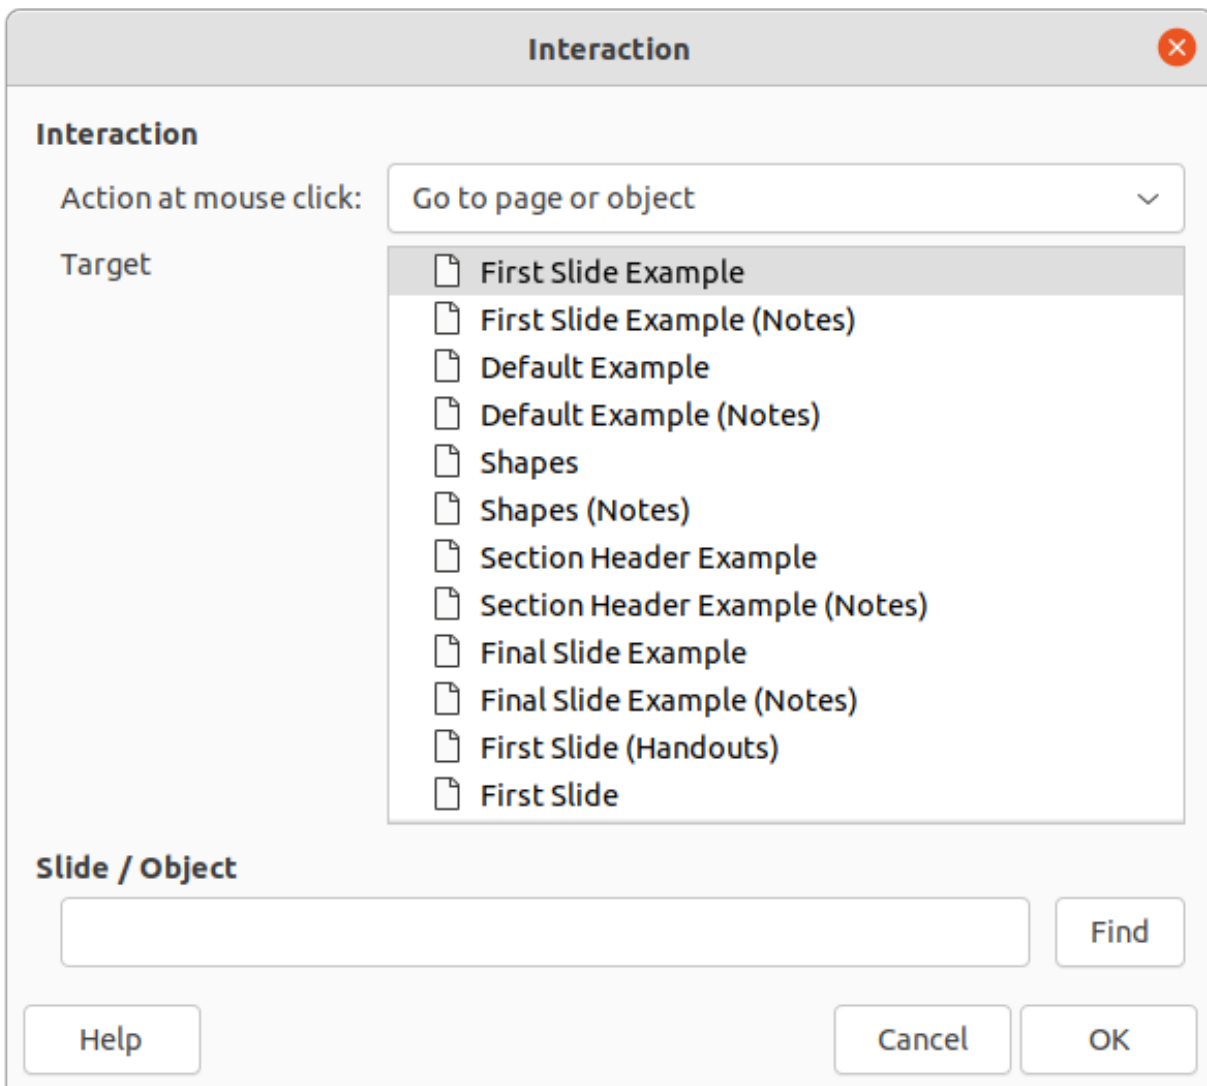 Interaction
Interaction
Action at mouse click: Go to page or object
Target
First Slide Example
First Slide Example (Notes)
Default Example
Default Example (Notes)
Shapes
Shapes (Notes)
Section Header Example
Section Header Example (Notes)
Final Slide Example
Final Slide Example (Notes)
First Slide (Handouts)
First Slide
Slide / Object
Find
Help Cancel OK